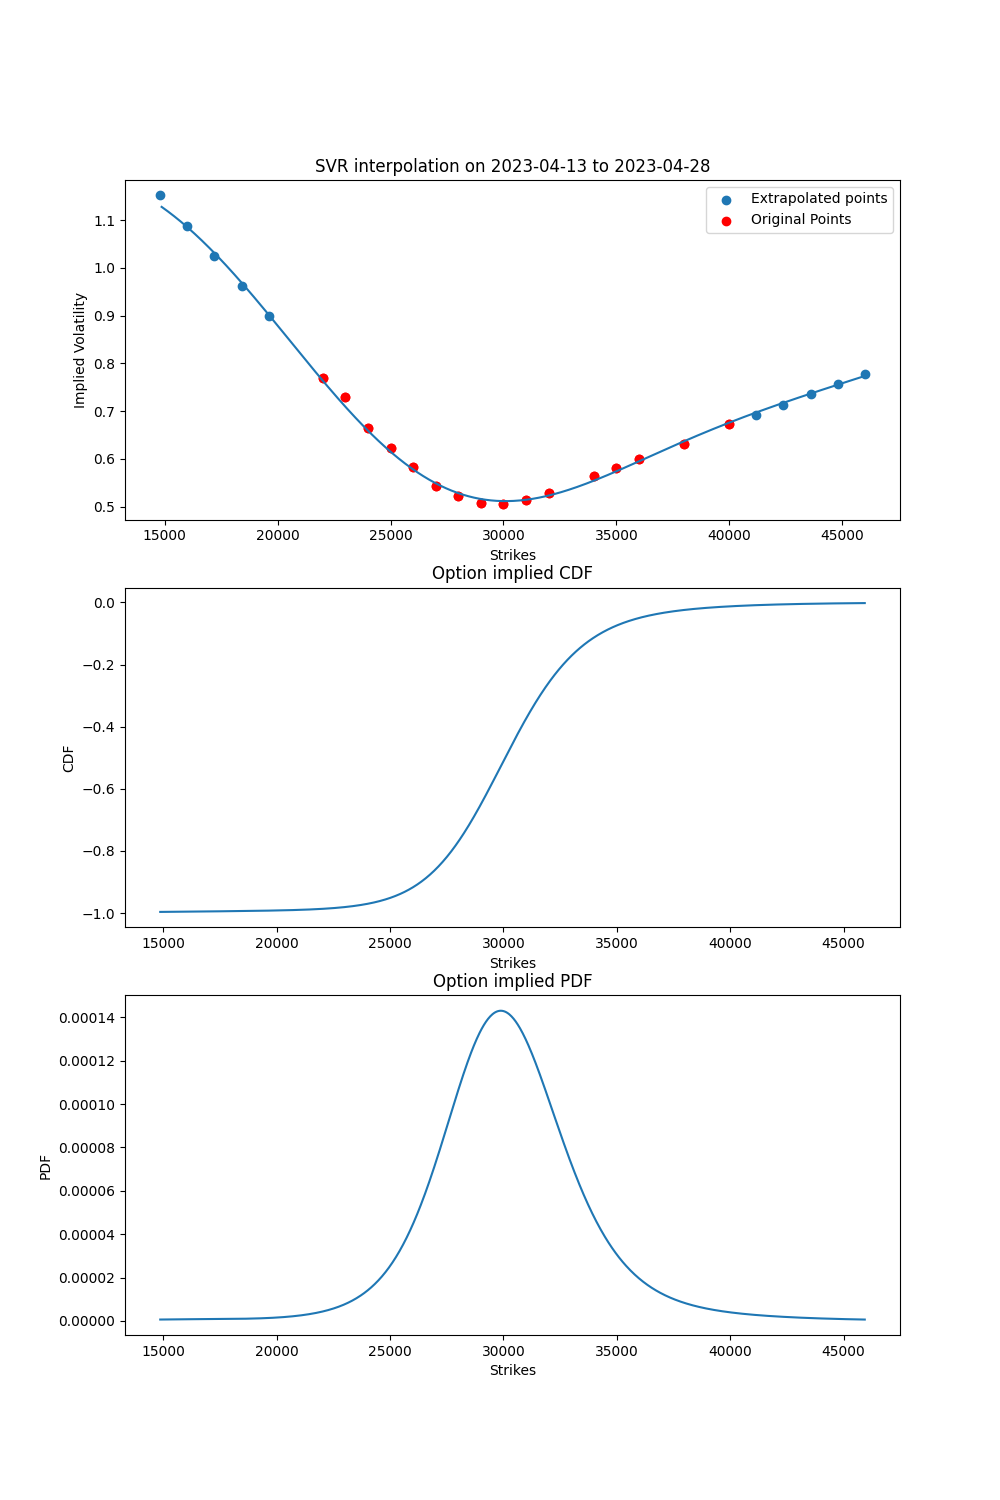 SVR interpolation on 2023-04-13 to 2023-04-28
Extrapolated points
Original Points
Implied Volatility
1.1
1.0
0.9
0.8
0.7
0.6
0.5
15000 20000 25000 30000 35000 40000 45000
Strikes
Option implied CDF
CDF
0.0
−0.2
−0.4
−0.6
−0.8
−1.0
15000 20000 25000 30000 35000 40000 45000
Strikes
Option implied PDF
PDF
0.00014
0.00012
0.00010
0.00008
0.00006
0.00004
0.00002
0.00000
15000 20000 25000 30000 35000 40000 45000
Strikes